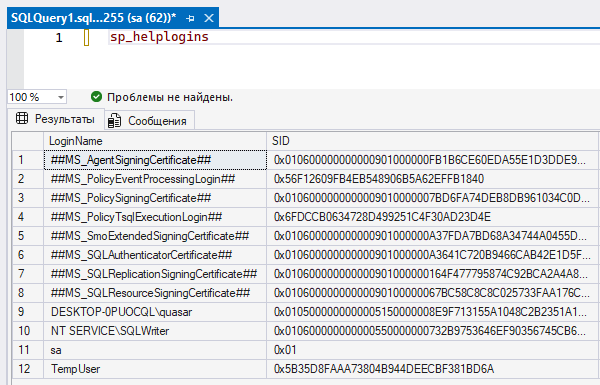 SQLQuery1.sql...255 (sa (62))*
1 sp_helplogins
100 % Проблемы не найдены.
Результаты Сообщения
LoginName SID
1 ##MS_AgentSigningCertificate## 0x010600000000000901000000FB1B6CE60EDA55E1D3DDE9...
2 ##MS_PolicyEventProcessingLogin## 0x56F12609FB4EB548906B5A62EFFB1840
3 ##MS_PolicySigningCertificate## 0x0106000000000009010000007BD6FA74DEB8DB961034C0D...
4 ##MS_PolicyTsqlExecutionLogin## 0x6FDCCB0634728D499251C4F30AD23D4E
5 ##MS_SmoExtendedSigningCertificate## 0x010600000000000901000000A37FDA7BD68A34744A0455D...
6 ##MS_SQLAuthenticatorCertificate## 0x010600000000000901000000A3641C720B9466CAB42E1D5F...
7 ##MS_SQLReplicationSigningCertificate## 0x010600000000000901000000164F477795874C92BCA2A4A8...
8 ##MS_SQLResourceSigningCertificate## 0x01060000000000090100000067BC58C8C8C025733FAA176C...
9 DESKTOP-0PUOCQL\quasar 0x0105000000000005150000008E9F713155A1048C2B2351A1...
10 NT SERVICE\SQLWriter 0x010600000000000550000000732B9753646EF90356745CB6...
11 sa 0x01
12 TempUser 0x5B35D8FAAA73804B944DEECBF381BD6A